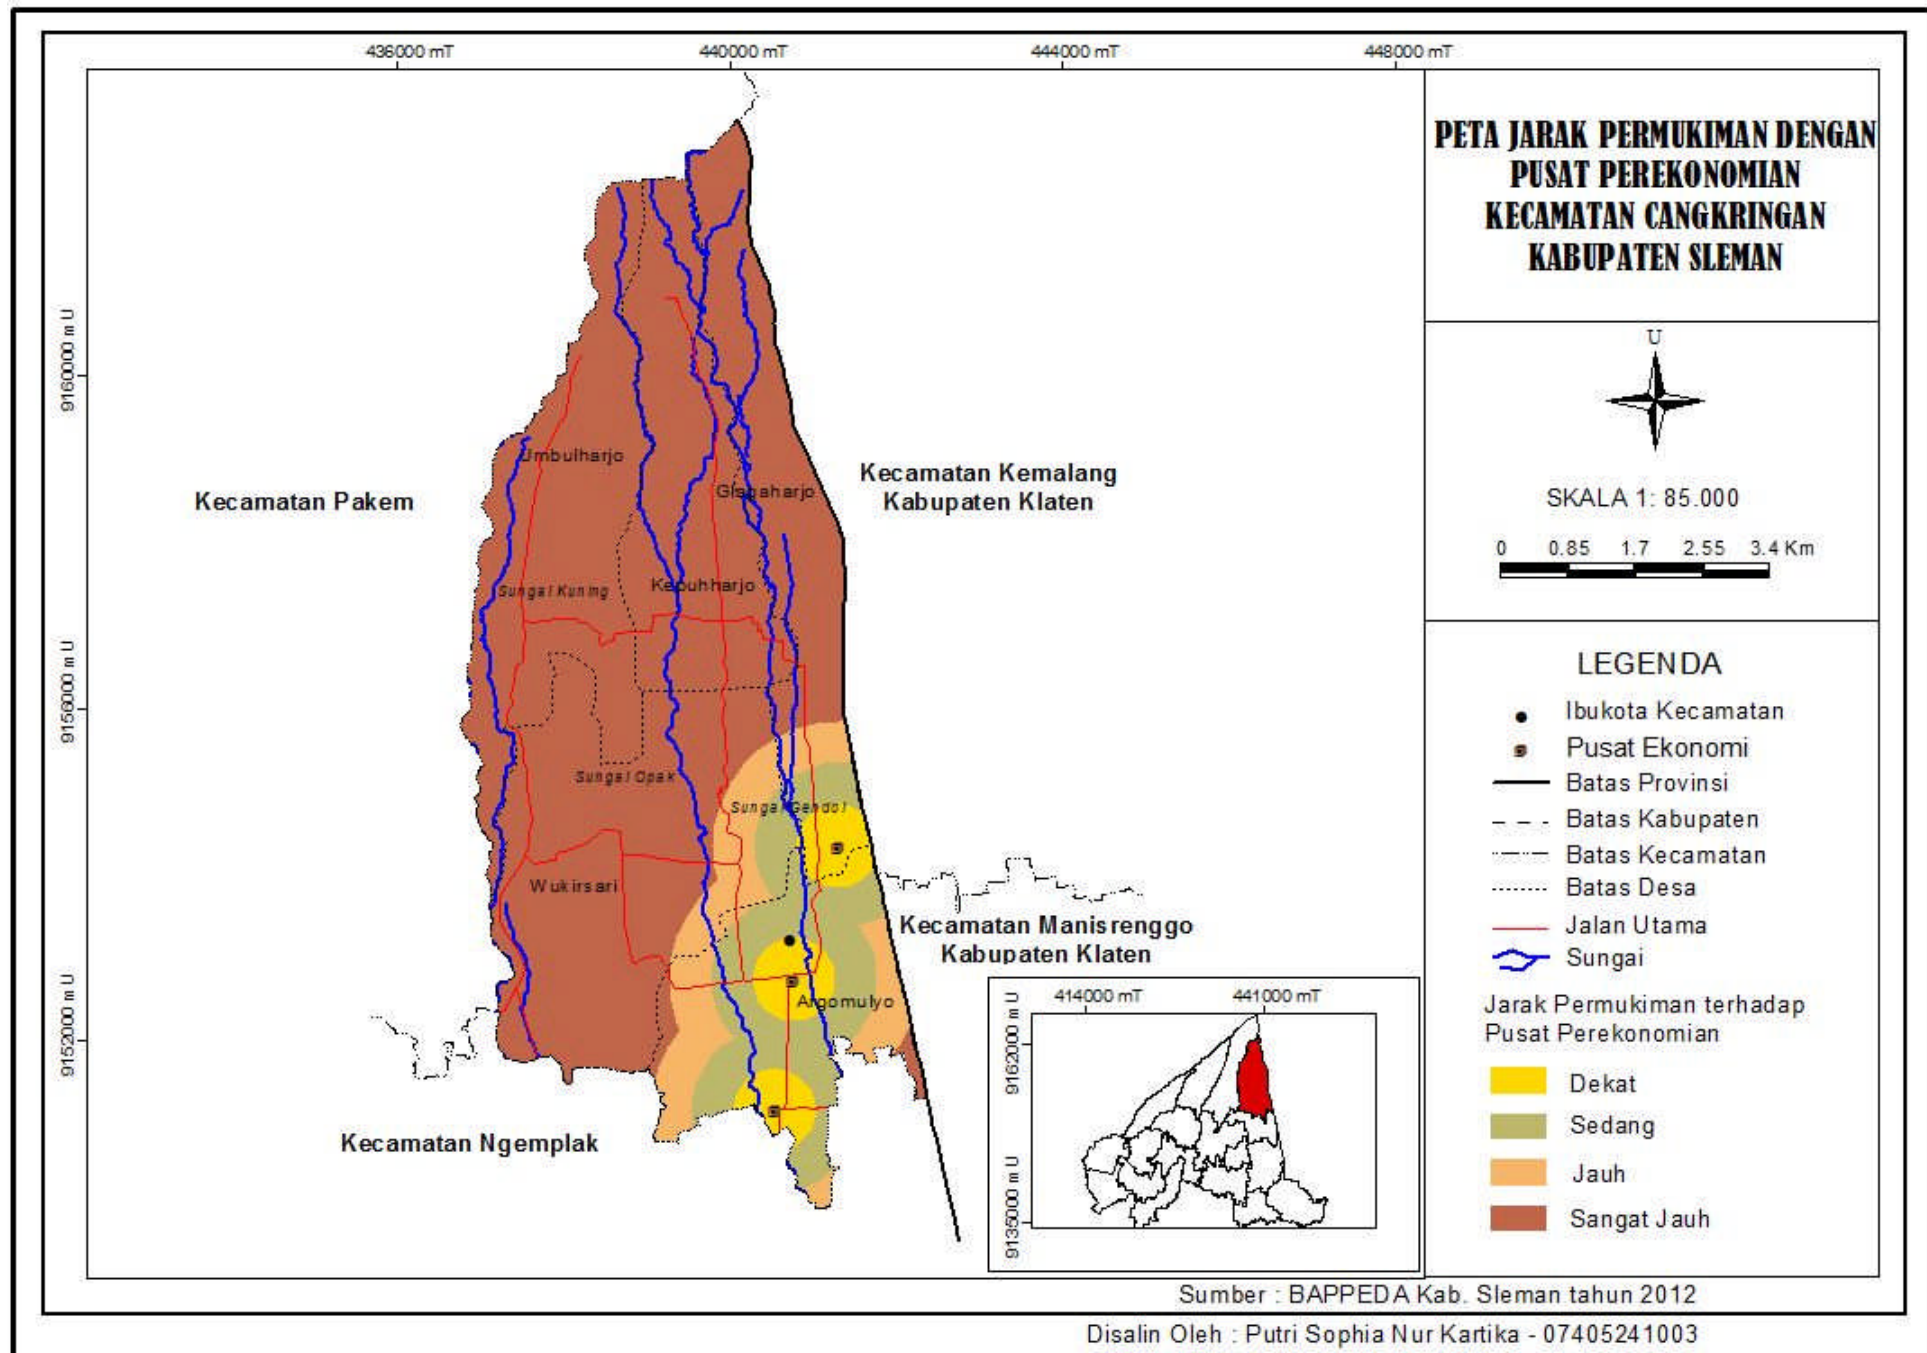 436000 mT
440000 mT
444000 mT
448000 mT
9160000 m U
9156000 m U
9152000 m U
Kecamatan Pakem
Kecamatan Kemalang
Kabupaten Klaten
Umbulharjo
Glagaharjo
Sungai Kuning
Kepuhharjo
Sungai Opak
Sungai Gendol
Wukirsari
Kecamatan Manisrenggo
Kabupaten Klaten
Argomulyo
Kecamatan Ngemplak
414000 mT
441000 mT
9162000 m U
9135000 m U
PETA JARAK PERMUKIMAN DENGAN
PUSAT PEREKONOMIAN
KECAMATAN CANGKRINGAN
KABUPATEN SLEMAN
U
SKALA 1: 85.000
0 0.85 1.7 2.55 3.4 Km
LEGENDA
Ibukota Kecamatan
Pusat Ekonomi
Batas Provinsi
Batas Kabupaten
Batas Kecamatan
Batas Desa
Jalan Utama
Sungai
Jarak Permukiman terhadap
Pusat Perekonomian
Dekat
Sedang
Jauh
Sangat Jauh
Sumber : BAPPEDA Kab. Sleman tahun 2012
Disalin Oleh : Putri Sophia Nur Kartika - 07405241003